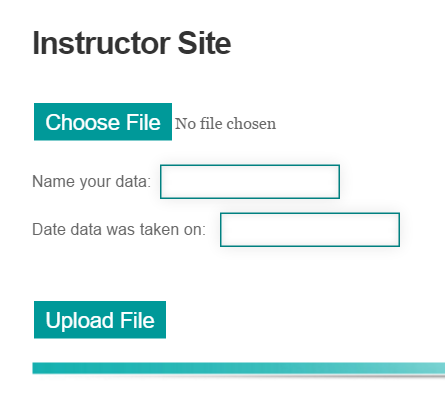 Instructor Site
Choose File No file chosen
Name your data:
Date data was taken on:
Upload File